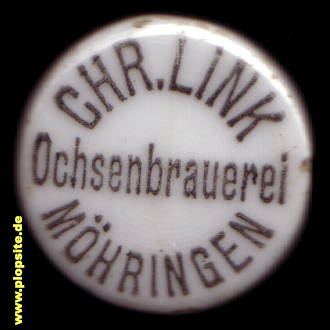 CHR. LINK
Ochsenbrauerei
MÖHRINGEN
www.plopsite.de